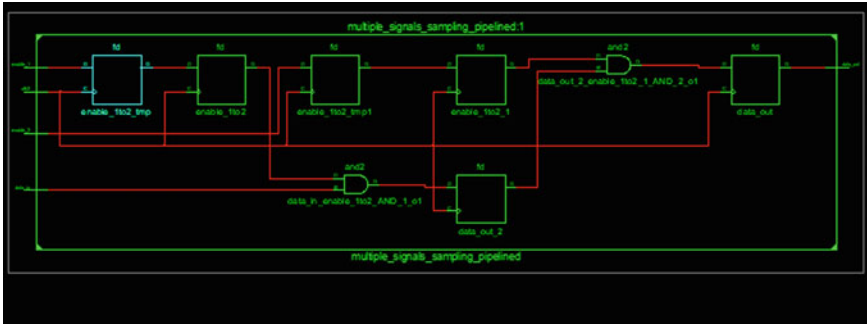 multiple_signals_sampling_pipelined:1
fd
fd
fd
fd
and2
fd
enable_1to2_tmp
enable_1to2
enable_1to2_tmp1
enable_1to2_1
data_out_2_enable_1to2_1_AND_2_o1
data_out
and2
fd
data_in_enable_1to2_AND_1_o1
data_out_2
multiple_signals_sampling_pipelined